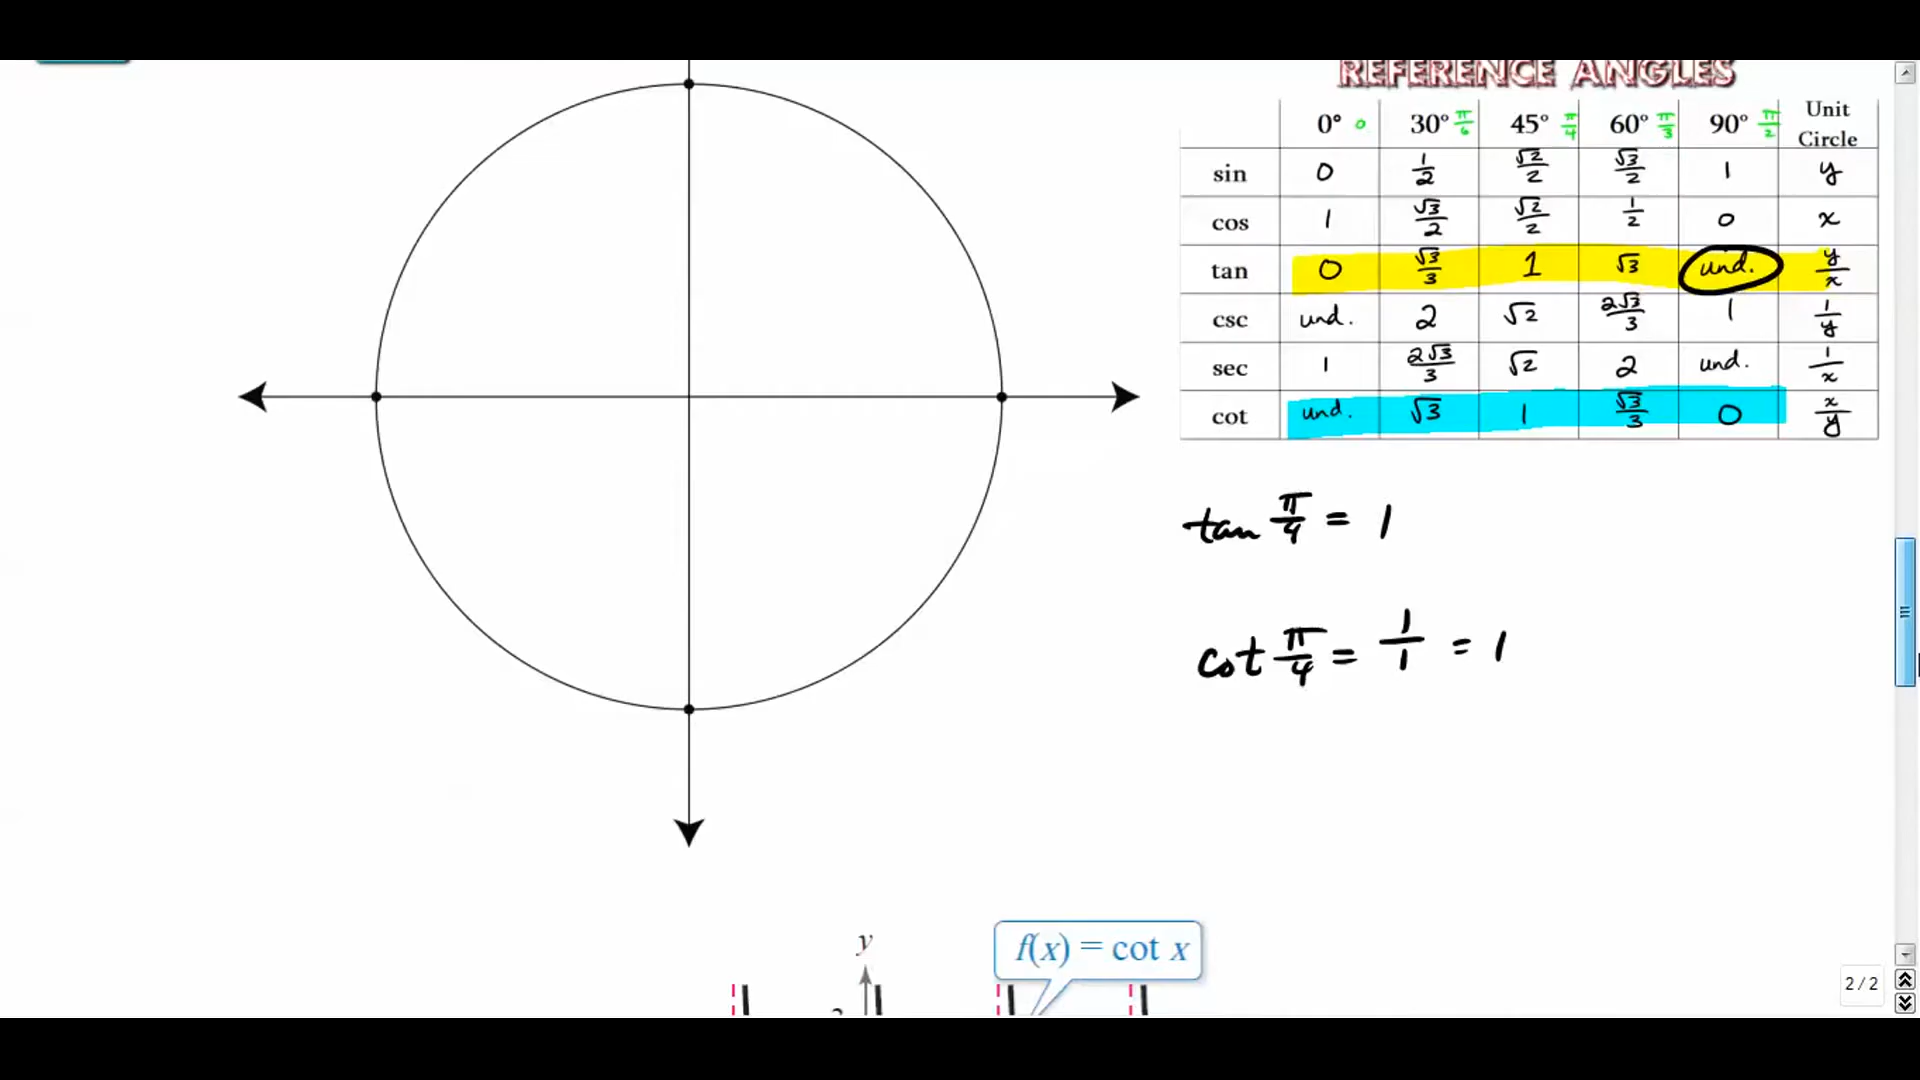 REFERENCE ANGLES
0° 0 30° π/6 45° π/4 60° π/3 90° π/2 Unit Circle
sin 0 1/2 √2/2 √3/2 1 y
cos 1 √3/2 √2/2 1/2 0 x
tan 0 √3/3 1 √3 und. y/x
csc und. 2 √2 2√3/3 1 1/y
sec 1 2√3/3 √2 2 und. 1/x
cot und. √3 1 √3/3 0 x/y
tan π/4 = 1
cot π/4 = 1/1 = 1
y
f(x) = cot x
2 / 2